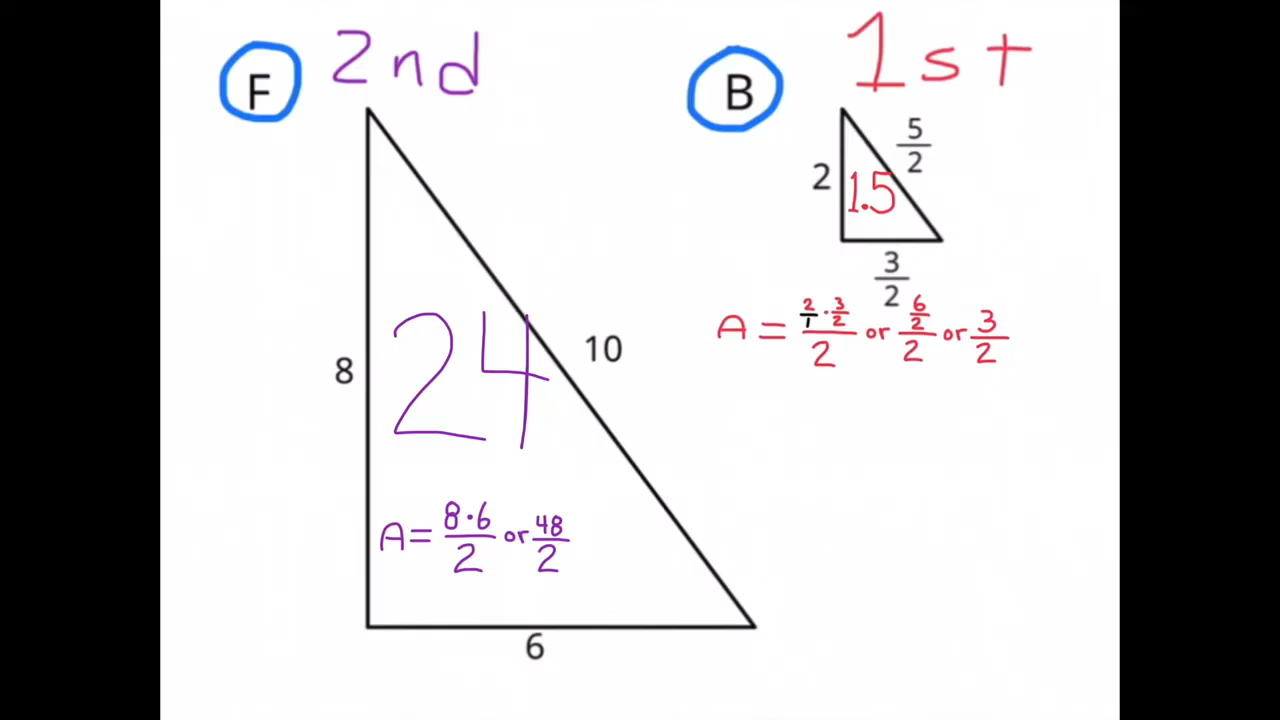 F 2nd
B 1st
5/2
2
1.5
3/2
A = (2/1 · 3/2)/2 or (6/2)/2 or 3/2
8
24
10
A = 8·6/2 or 48/2
6